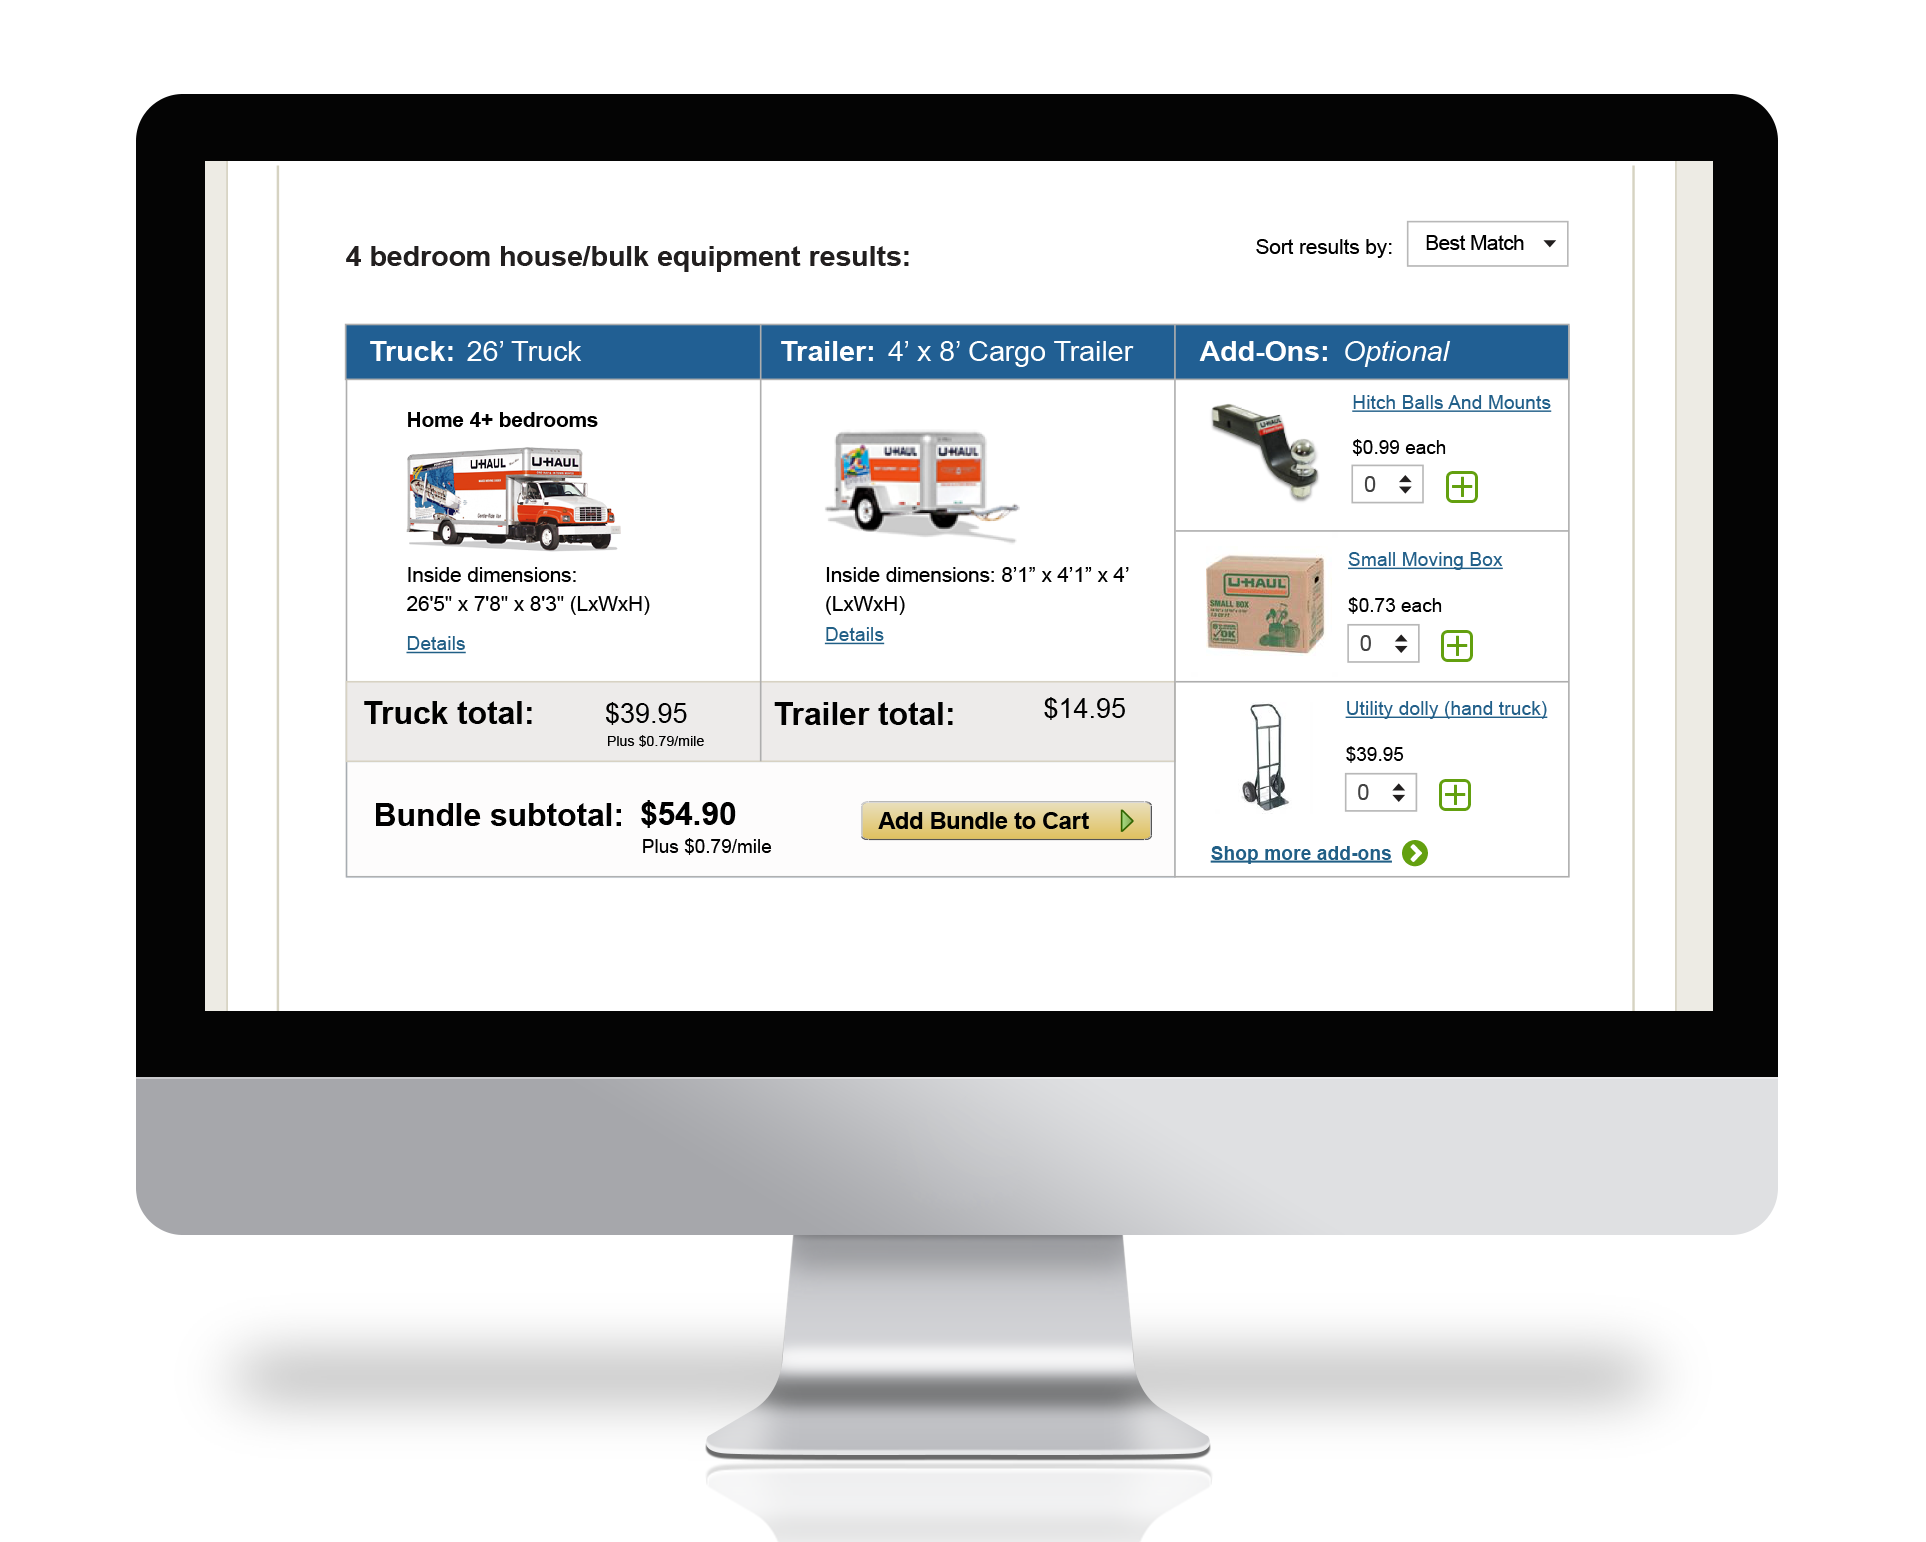 4 bedroom house/bulk equipment results:
Sort results by: Best Match
Truck: 26’ Truck
Trailer: 4’ x 8’ Cargo Trailer
Add-Ons: Optional
Home 4+ bedrooms
U-HAUL
U-HAUL
Inside dimensions:
26'5" x 7'8" x 8'3" (LxWxH)
Details
U-HAUL
U-HAUL
Inside dimensions: 8’1” x 4’1” x 4’
(LxWxH)
Details
U-HAUL
Hitch Balls And Mounts
$0.99 each
0
U-HAUL
SMALL BOX
OK
Small Moving Box
$0.73 each
0
Utility dolly (hand truck)
$39.95
0
Shop more add-ons
Truck total: $39.95
Plus $0.79/mile
Trailer total: $14.95
Bundle subtotal: $54.90
Plus $0.79/mile
Add Bundle to Cart